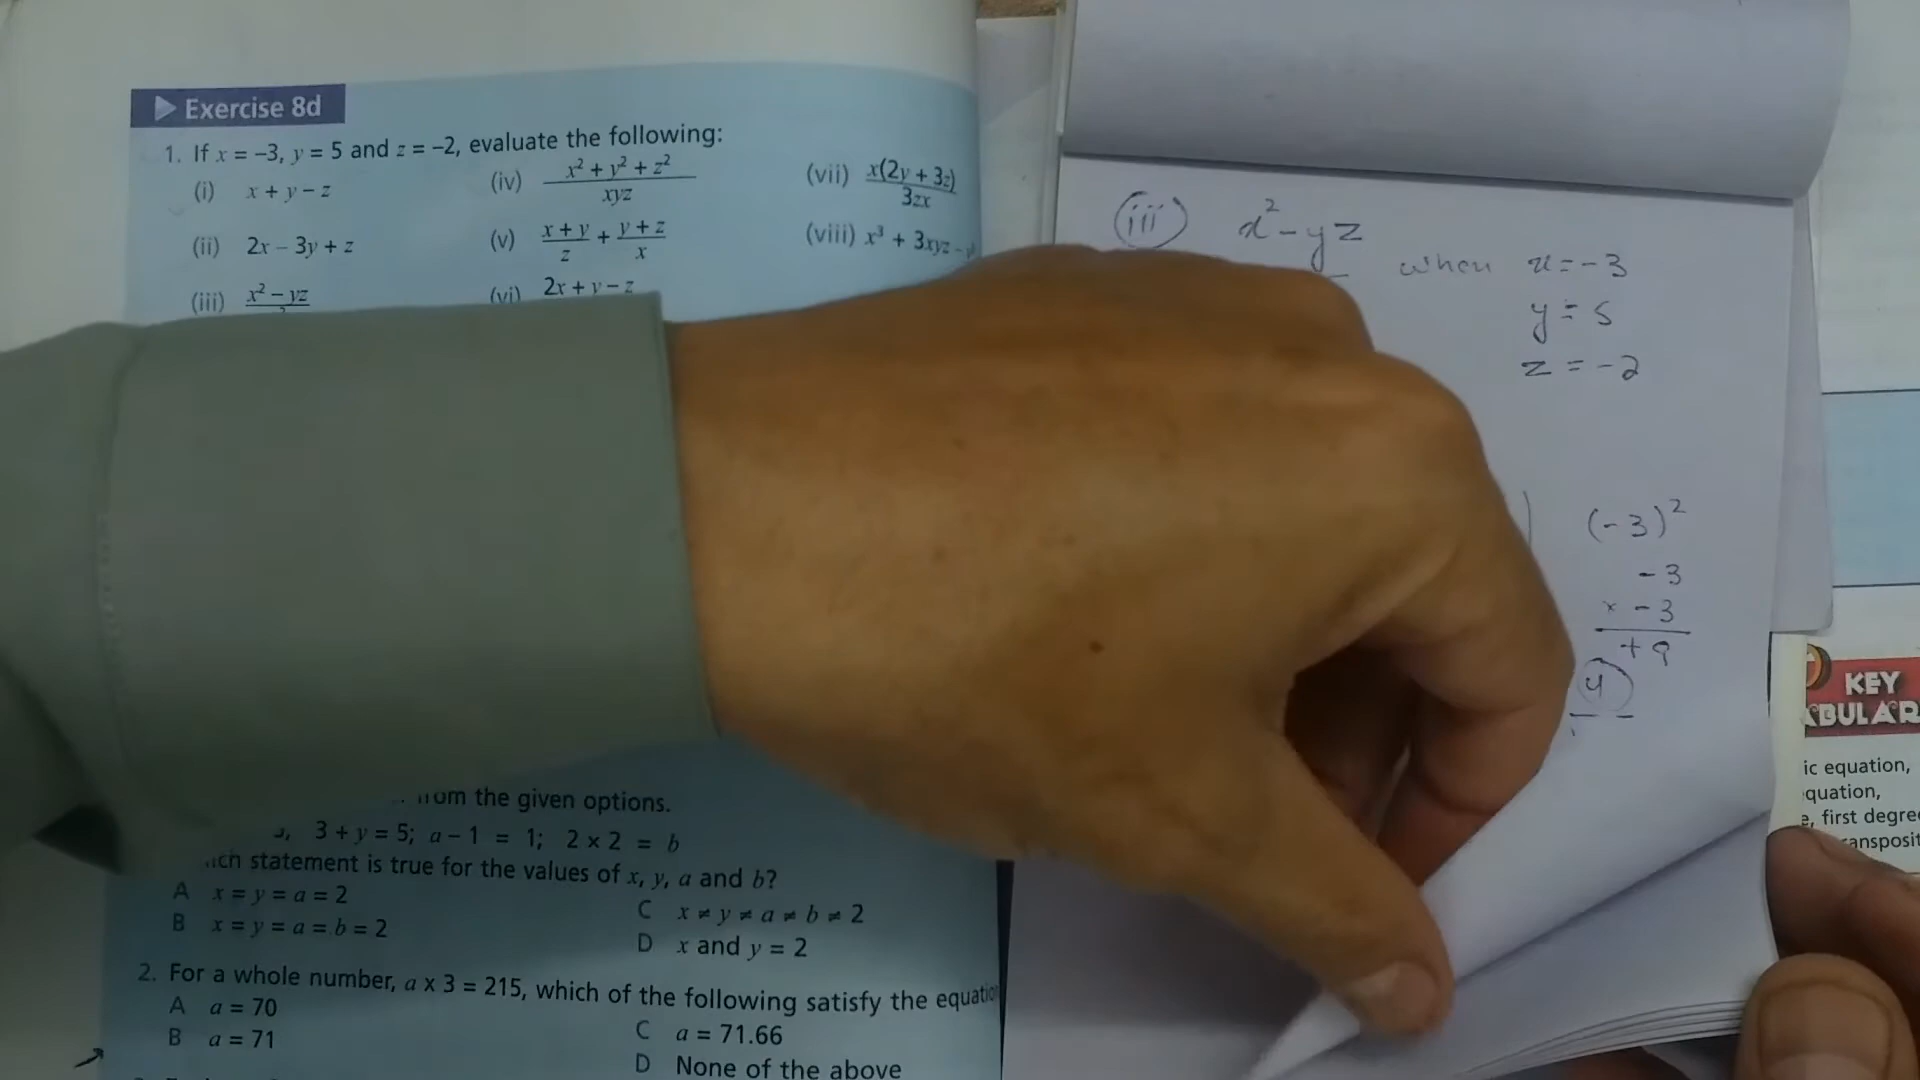 Exercise 8d
1. If x = –3, y = 5 and z = –2, evaluate the following:
(i) x + y – z
(ii) 2x – 3y + z
(iii) x² – yz
(iv) x² + y² + z²
xyz
(v) x + y / z + y + z / x
(vi) 2x + y – z
(vii) x(2y + 3z)
3zx
(viii) x³ + 3xyz –
from the given options.
3 + y = 5; a – 1 = 1; 2 × 2 = b
statement is true for the values of x, y, a and b?
A x = y = a = 2
B x = y = a = b = 2
C x ≠ y ≠ a ≠ b ≠ 2
D x and y = 2
2. For a whole number, a x 3 = 215, which of the following satisfy the
A a = 70
B a = 71
C a = 71.66
D None of the above
(iii) x² – yz
when x = –3
y = 5
z = –2
(–3)²
–3
× –3
+9
4
KEY
ic equation,
quation,
first degree